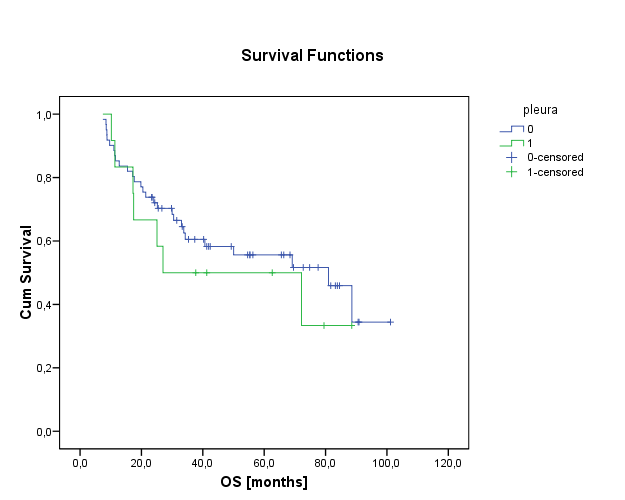 Survival Functions
pleura
0
1
0-censored
1-censored
Cum Survival
1,0
0,8
0,6
0,4
0,2
0,0
0,0 20,0 40,0 60,0 80,0 100,0 120,0
OS [months]